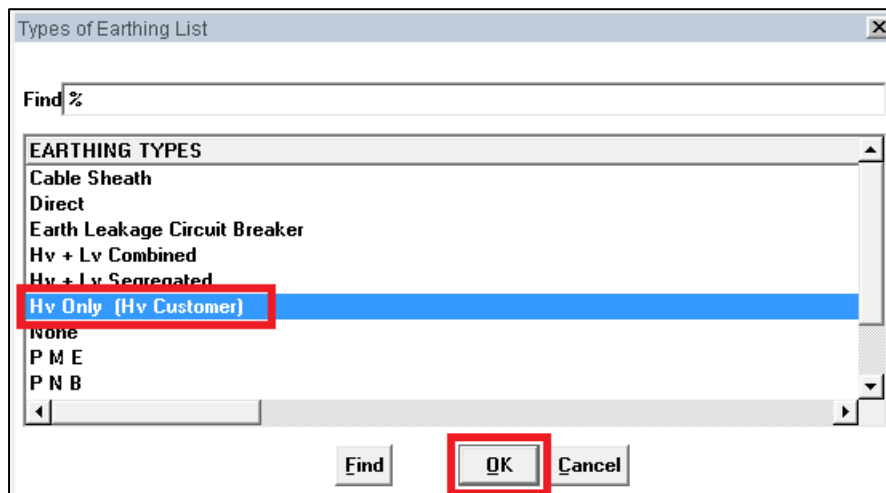 Types of Earthing List
Find %
EARTHING TYPES
Cable Sheath
Direct
Earth Leakage Circuit Breaker
Hv + Lv Combined
Hv + Lv Segregated
Hv Only (Hv Customer)
None
P M E
P N B
Find OK Cancel